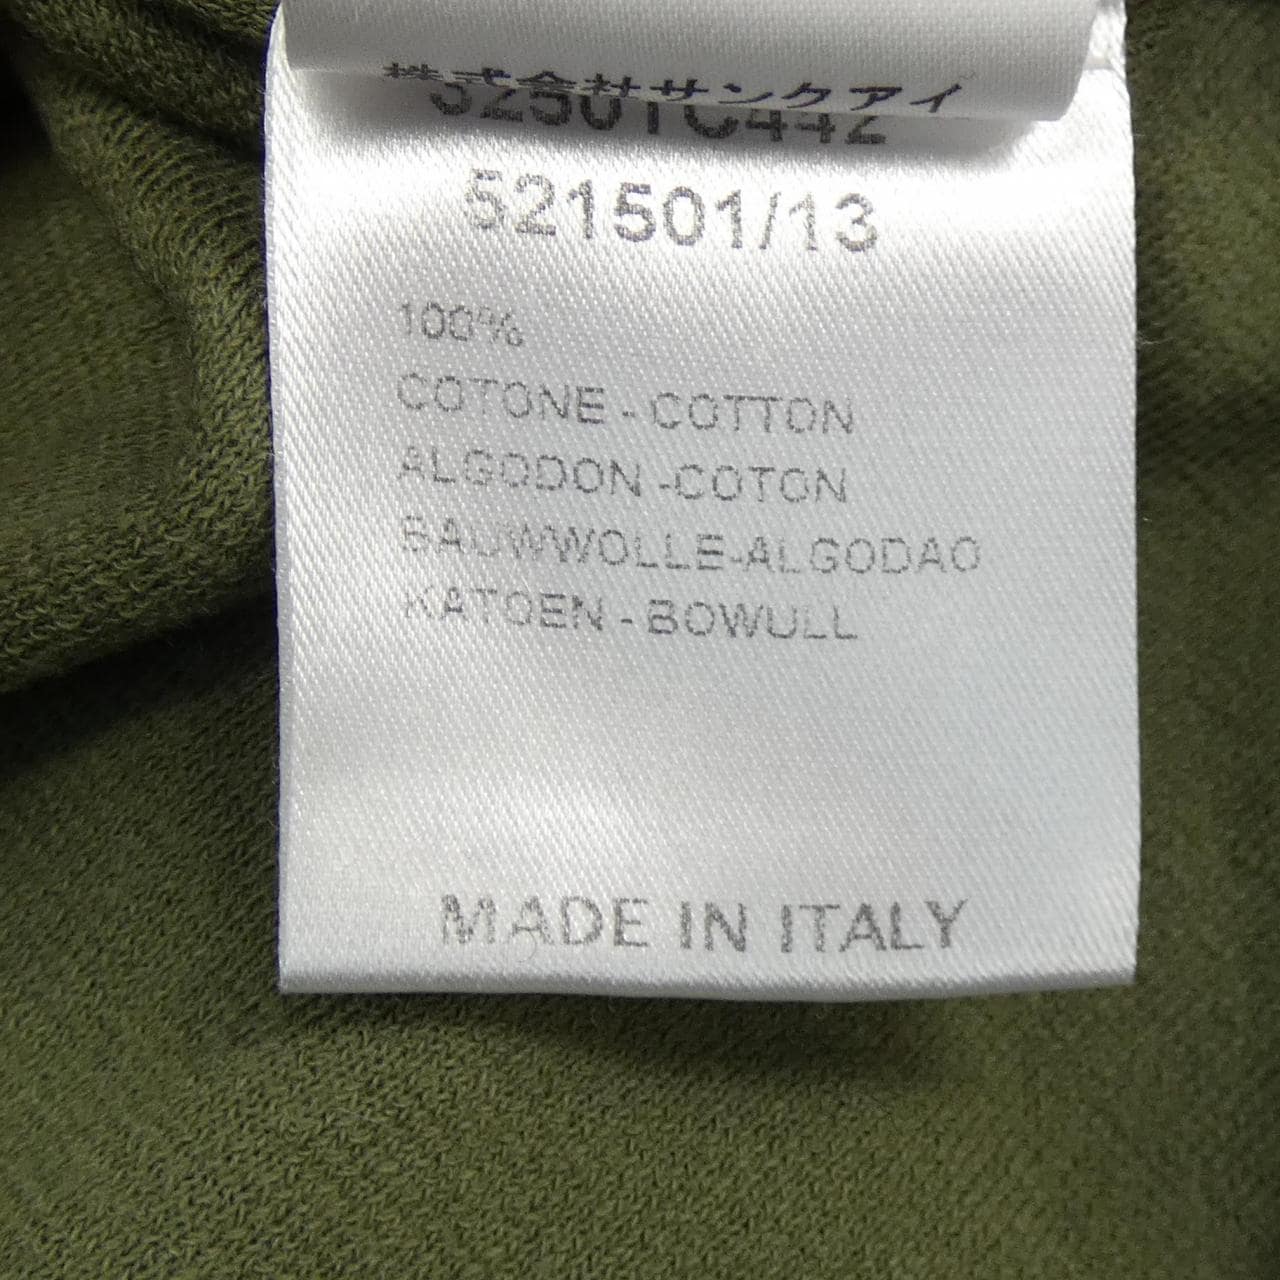 株式会社サンクアイ
521501/13
100%
COTONE - COTTON
ALGODON -COTON
BAUWWOLLE-ALGODAO
KATOEN - BOWULL
MADE IN ITALY